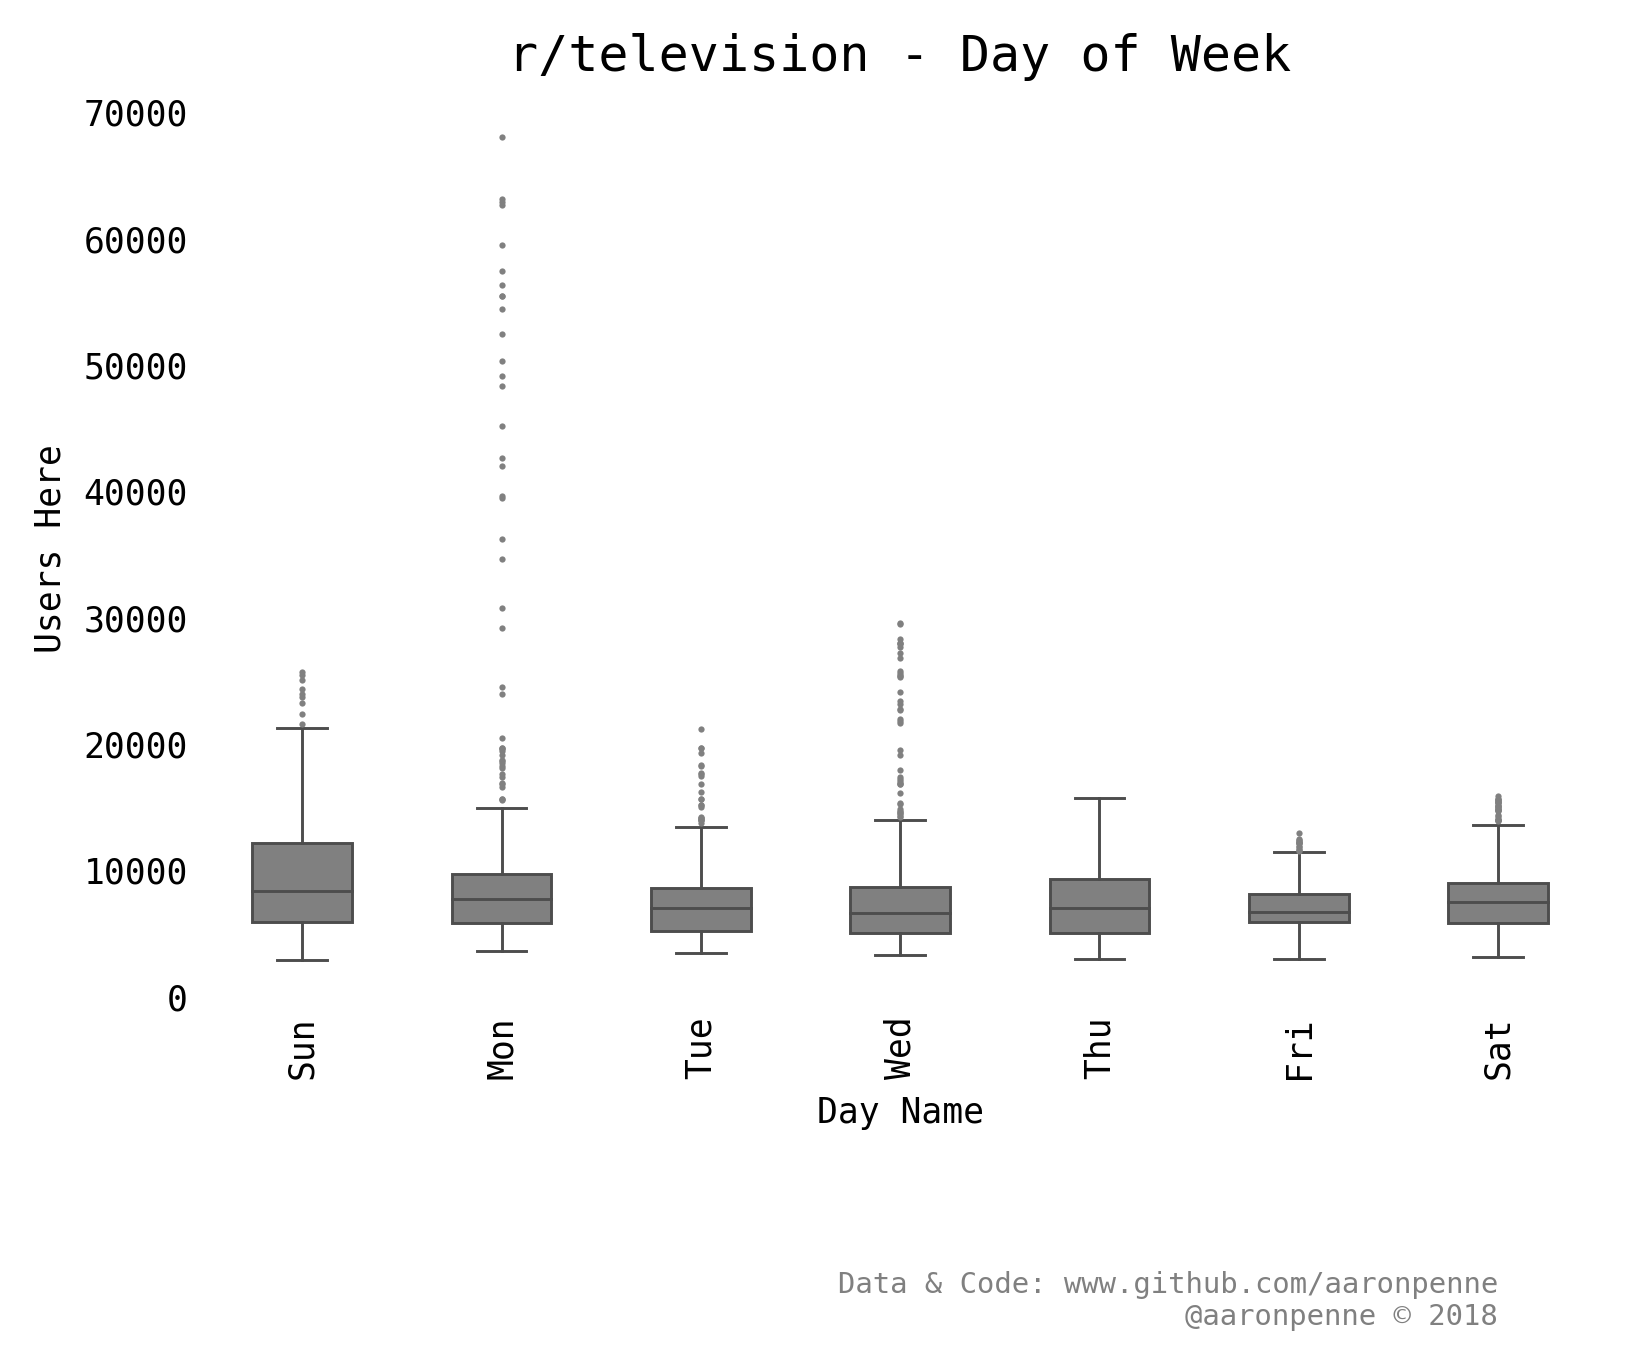 r/television - Day of Week
70000
60000
50000
40000
30000
20000
10000
0
Users Here
Sun
Mon
Tue
Wed
Thu
Fri
Sat
Day Name
Data & Code: www.github.com/aaronpenne
@aaronpenne © 2018